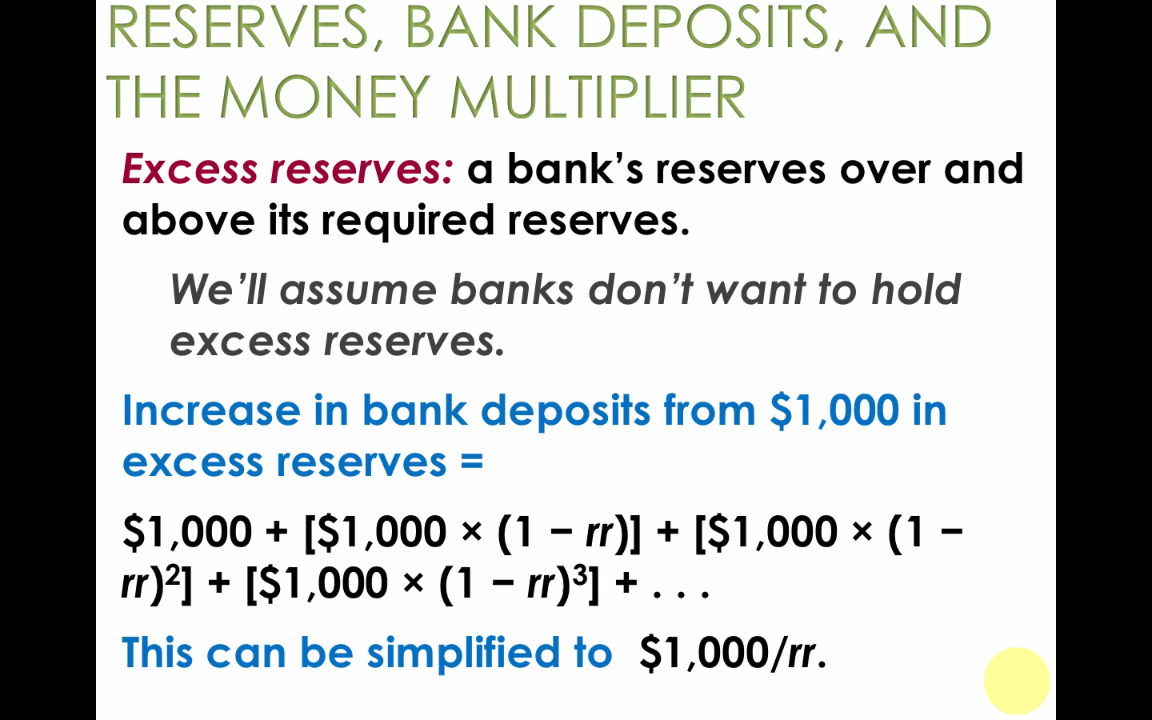 RESERVES, BANK DEPOSITS, AND
THE MONEY MULTIPLIER
Excess reserves: a bank’s reserves over and
above its required reserves.
We’ll assume banks don’t want to hold
excess reserves.
Increase in bank deposits from $1,000 in
excess reserves =
$1,000 + [$1,000 × (1 − rr)] + [$1,000 × (1 −
rr)²] + [$1,000 × (1 − rr)³] + . . .
This can be simplified to $1,000/rr.